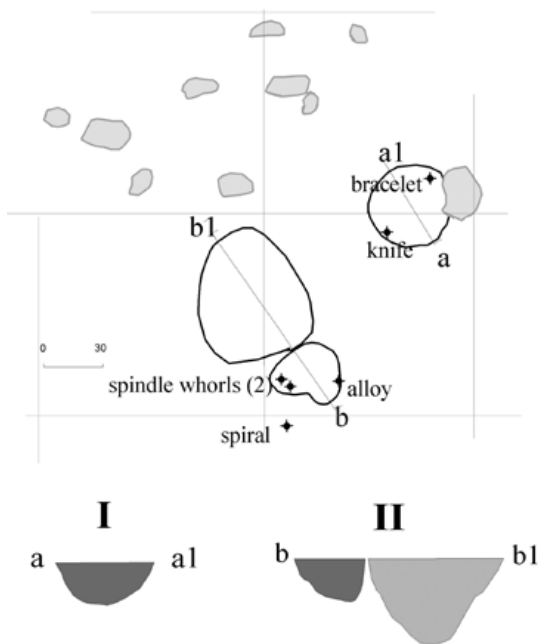 a1
bracelet
b1
knife
a
0 30
spindle whorls (2)
alloy
b
spiral
I
II
a a1
b b1